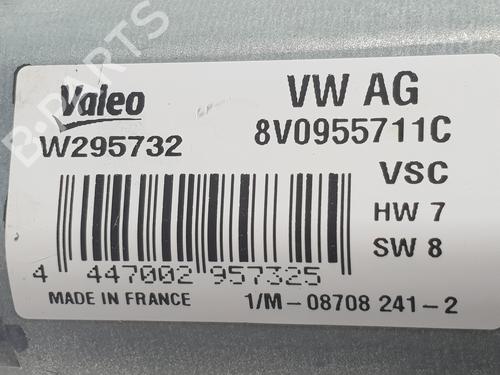 Valeo
VW AG
W295732
8V0955711C
VSC
HW 7
SW 8
4 447002 957325
MADE IN FRANCE
1/M-08708 241-2
B-PARTS